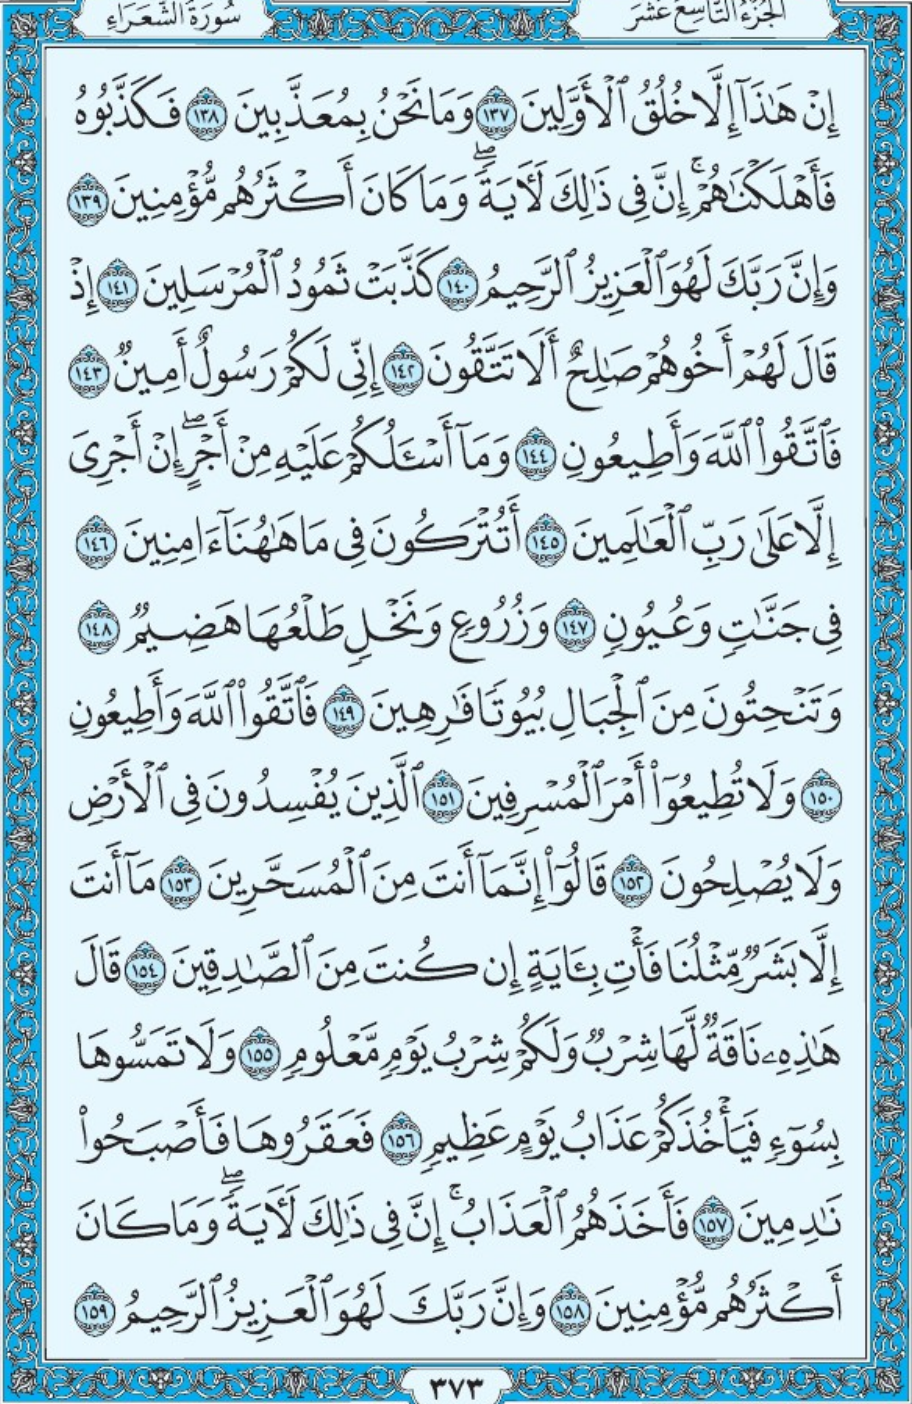 سُورَةُ الشُّعَرَاءِ
الجُزْءُ التَّاسِعَ عَشَرَ
إِنْ هَٰذَآ إِلَّا خُلُقُ ٱلْأَوَّلِينَ ١٣٧ وَمَا نَحْنُ بِمُعَذَّبِينَ ١٣٨ فَكَذَّبُوهُ
فَأَهْلَكْنَٰهُمْ ۚ إِنَّ فِى ذَٰلِكَ لَءَايَةً ۖ وَمَا كَانَ أَكْثَرُهُم مُّؤْمِنِينَ ١٣٩
وَإِنَّ رَبَّكَ لَهُوَ ٱلْعَزِيزُ ٱلرَّحِيمُ ١٤٠ كَذَّبَتْ ثَمُودُ ٱلْمُرْسَلِينَ ١٤١ إِذْ
قَالَ لَهُمْ أَخُوهُمْ صَٰلِحٌ أَلَا تَتَّقُونَ ١٤٢ إِنِّى لَكُمْ رَسُولٌ أَمِينٌ ١٤٣
فَٱتَّقُوا۟ ٱللَّهَ وَأَطِيعُونِ ١٤٤ وَمَآ أَسْـَٔلُكُمْ عَلَيْهِ مِنْ أَجْرٍ ۖ إِنْ أَجْرِىَ
إِلَّا عَلَىٰ رَبِّ ٱلْعَٰلَمِينَ ١٤٥ أَتُتْرَكُونَ فِى مَا هَٰهُنَآ ءَامِنِينَ ١٤٦
فِى جَنَّٰتٍ وَعُيُونٍ ١٤٧ وَزُرُوعٍ وَنَخْلٍ طَلْعُهَا هَضِيمٌ ١٤٨
وَتَنْحِتُونَ مِنَ ٱلْجِبَالِ بُيُوتًا فَٰرِهِينَ ١٤٩ فَٱتَّقُوا۟ ٱللَّهَ وَأَطِيعُونِ
١٥٠ وَلَا تُطِيعُوٓا۟ أَمْرَ ٱلْمُسْرِفِينَ ١٥١ ٱلَّذِينَ يُفْسِدُونَ فِى ٱلْأَرْضِ
وَلَا يُصْلِحُونَ ١٥٢ قَالُوٓا۟ إِنَّمَآ أَنتَ مِنَ ٱلْمُسَحَّرِينَ ١٥٣ مَآ أَنتَ
إِلَّا بَشَرٌ مِّثْلُنَا فَأْتِ بِـَٔايَةٍ إِن كُنتَ مِنَ ٱلصَّٰدِقِينَ ١٥٤ قَالَ
هَٰذِهِۦ نَاقَةٌ لَّهَا شِرْبٌ وَلَكُمْ شِرْبُ يَوْمٍ مَّعْلُومٍ ١٥٥ وَلَا تَمَسُّوهَا
بِسُوٓءٍ فَيَأْخُذَكُمْ عَذَابُ يَوْمٍ عَظِيمٍ ١٥٦ فَعَقَرُوهَا فَأَصْبَحُوا۟
نَٰدِمِينَ ١٥٧ فَأَخَذَهُمُ ٱلْعَذَابُ ۚ إِنَّ فِى ذَٰلِكَ لَءَايَةً ۖ وَمَا كَانَ
أَكْثَرُهُم مُّؤْمِنِينَ ١٥٨ وَإِنَّ رَبَّكَ لَهُوَ ٱلْعَزِيزُ ٱلرَّحِيمُ ١٥٩
٣٧٣